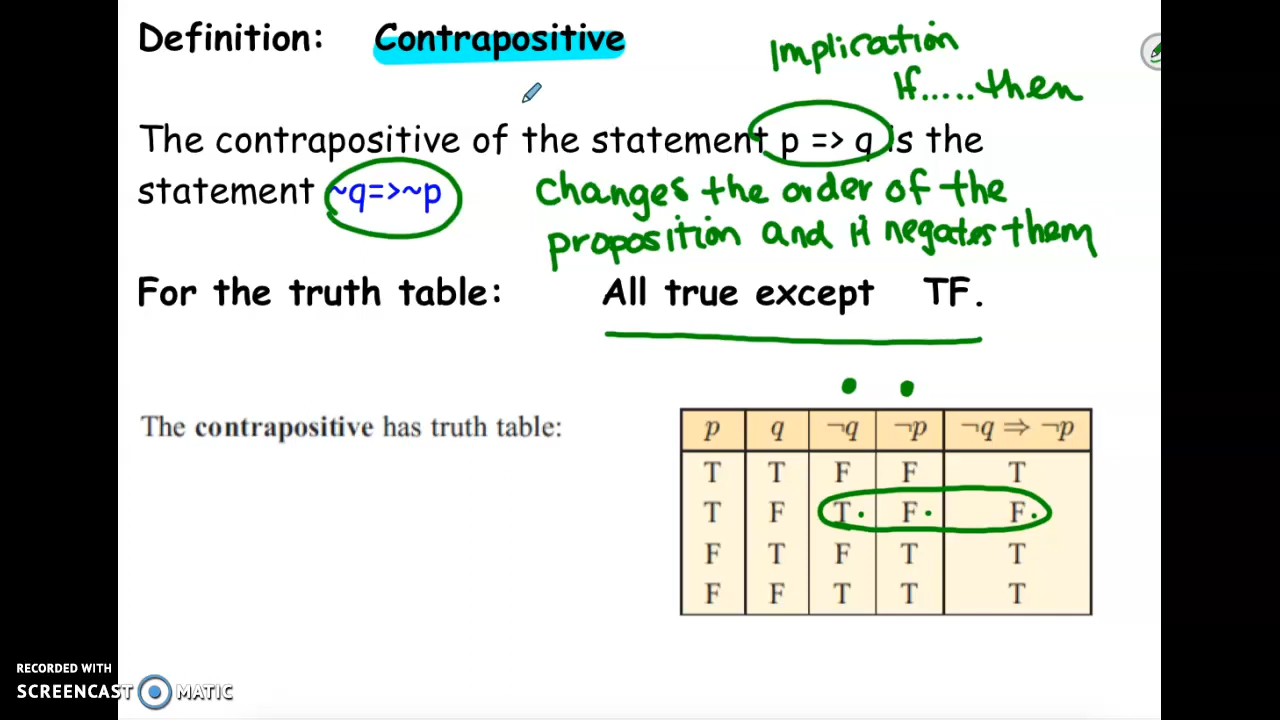 Definition: Contrapositive
Implication
If.....then
The contrapositive of the statement p => q is the
statement ~q=>~p
Changes the order of the
proposition and it negates them
For the truth table: All true except TF.
The contrapositive has truth table:
p q ¬q ¬p ¬q ⇒ ¬p
T T F F T
T F T F F
F T F T T
F F T T T
RECORDED WITH
SCREENCAST MATIC